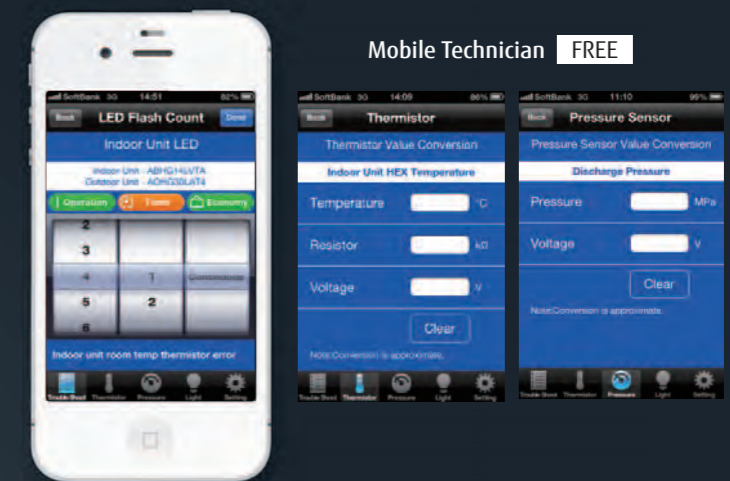 Mobile Technician FREE
SoftBank 3G 14:51 82%
Back LED Flash Count Done
Indoor Unit LED
Indoor Unit : ABHG14LVTA
Outdoor Unit : AOHG30LAT4
Operation Timer Economy
2
3
4 1 Continuous
5 2
6
Indoor unit room temp thermistor error
Trouble Shoot Thermistor Pressure Light Setting
SoftBank 3G 14:09 86%
Back Thermistor
Thermistor Value Conversion
Indoor Unit HEX Temperature
Temperature °C
Resistor kΩ
Voltage V
Clear
Note:Conversion is approximate.
Trouble Shoot Thermistor Pressure Light Setting
SoftBank 3G 11:10 99%
Back Pressure Sensor
Pressure Sensor Value Conversion
Discharge Pressure
Pressure MPa
Voltage V
Clear
Note:Conversion is approximate.
Trouble Shoot Thermistor Pressure Light Setting